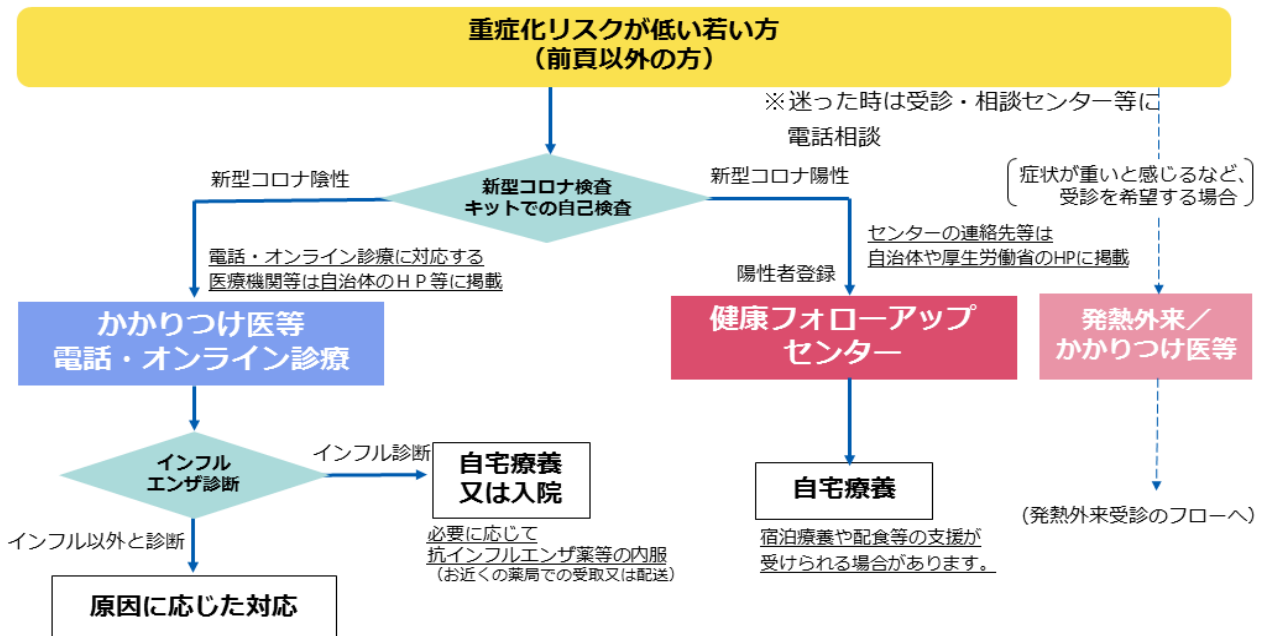 重症化リスクが低い若い方
（前頁以外の方）
※迷った時は受診・相談センター等に
電話相談
新型コロナ陰性
新型コロナ検査
キットでの自己検査
新型コロナ陽性
症状が重いと感じるなど、
受診を希望する場合
電話・オンライン診療に対応する
医療機関等は自治体のＨＰ等に掲載
センターの連絡先等は
自治体や厚生労働省のHPに掲載
陽性者登録
かかりつけ医等
電話・オンライン診療
健康フォローアップ
センター
発熱外来／
かかりつけ医等
インフル
エンザ診断
インフル診断
自宅療養
又は入院
必要に応じて
抗インフルエンザ薬等の内服
（お近くの薬局での受取又は配送）
インフル以外と診断
原因に応じた対応
自宅療養
宿泊療養や配食等の支援が
受けられる場合があります。
(発熱外来受診のフローへ)